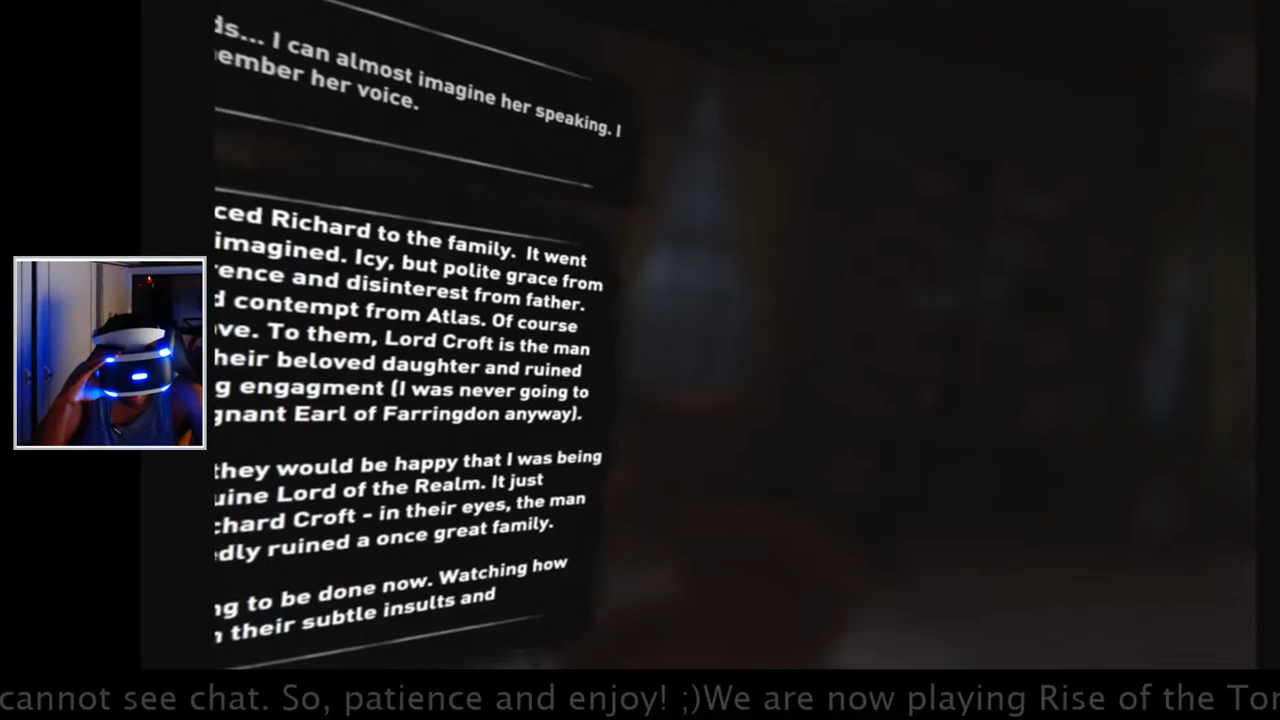 ds... I can almost imagine her speaking. I
ember her voice.
ced Richard to the family. It went
imagined. Icy, but polite grace from
rence and disinterest from father.
d contempt from Atlas. Of course
ve. To them, Lord Croft is the man
heir beloved daughter and ruined
g engagment (I was never going to
gnant Earl of Farringdon anyway).
they would be happy that I was being
uine Lord of the Realm. It just
chard Croft - in their eyes, the man
edly ruined a once great family.
ng to be done now. Watching how
n their subtle insults and
cannot see chat. So, patience and enjoy! ;)We are now playing Rise of the Tom